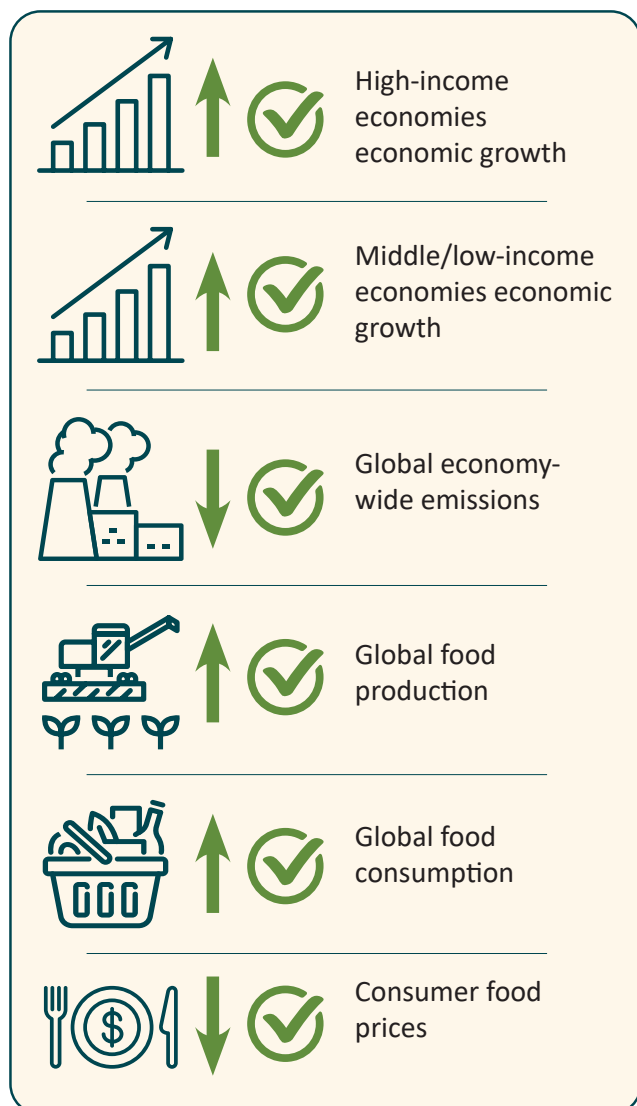 High-income
economies
economic growth
Middle/low-income
economies economic
growth
Global economy-
wide emissions
Global food
production
Global food
consumption
$
Consumer food
prices